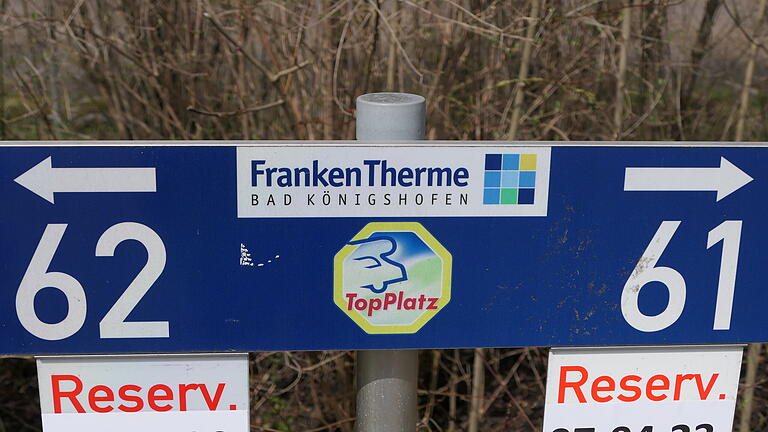 FrankenTherme
BAD KÖNIGSHOFEN
62
61
TopPlatz
Reserv.
Reserv.